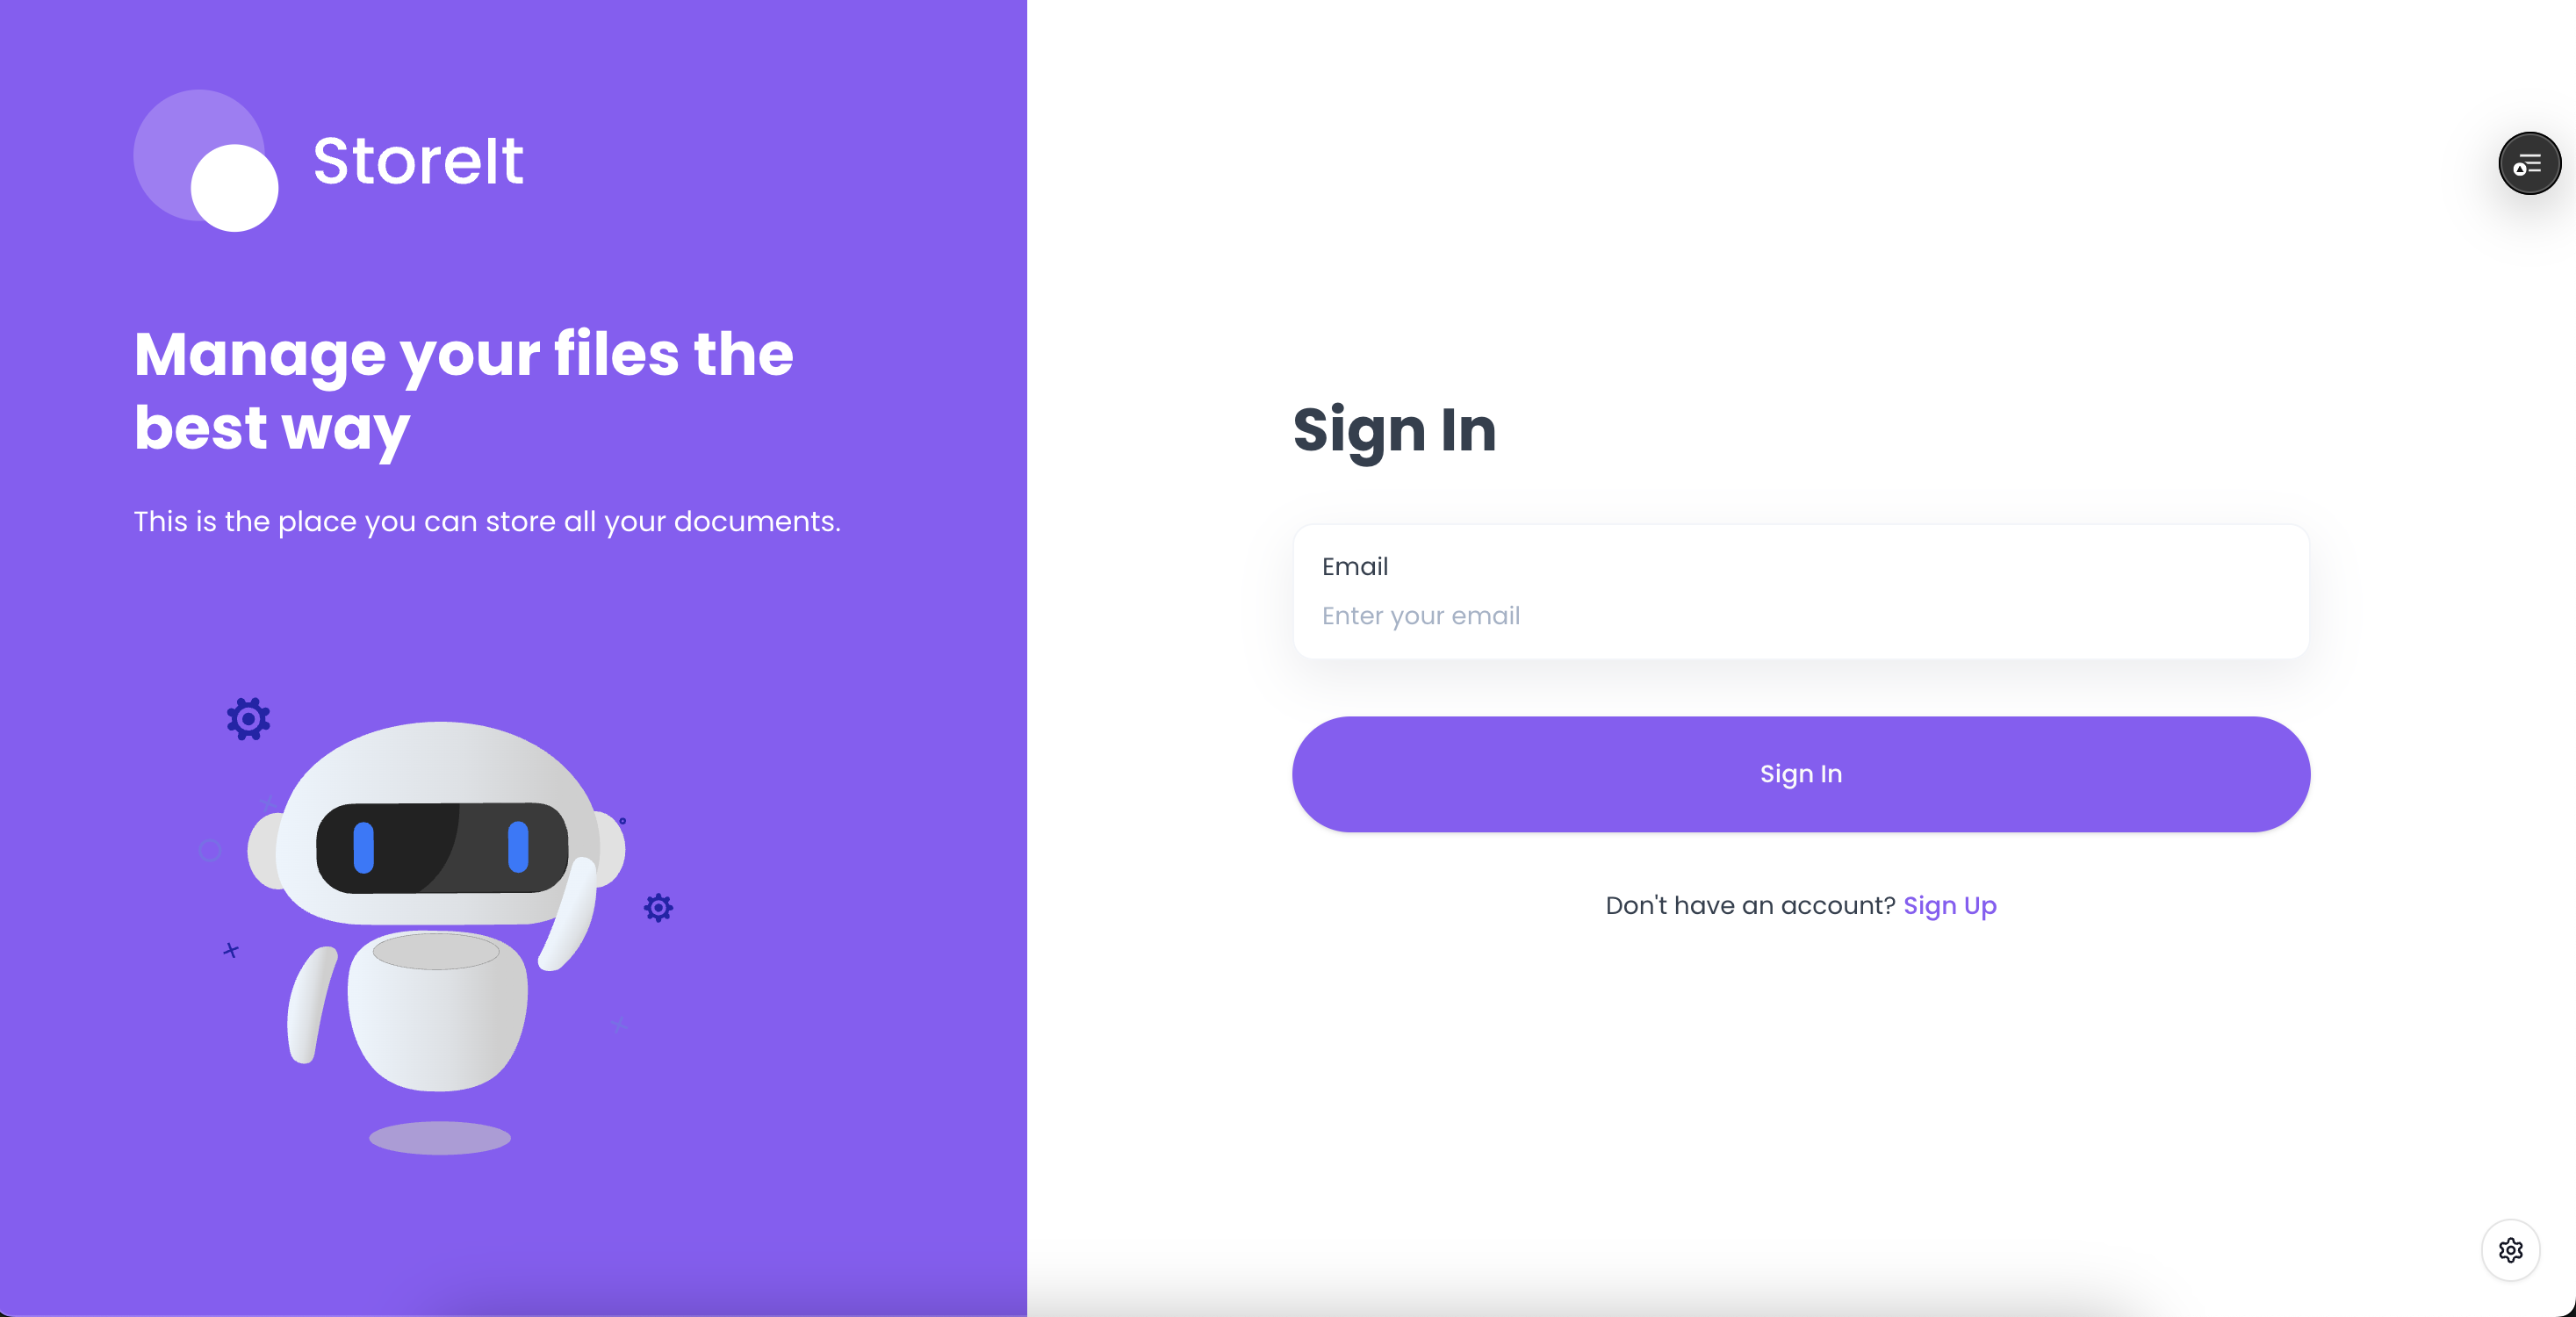 StoreIt
Manage your files the
best way
This is the place you can store all your documents.
Sign In
Email
Enter your email
Sign In
Don't have an account? Sign Up